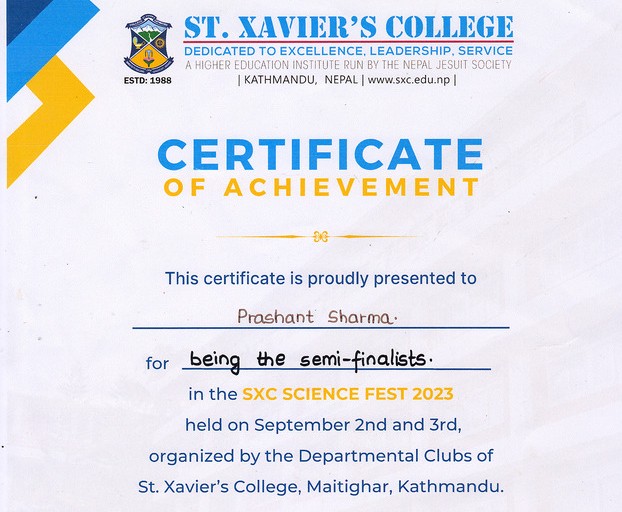 ST. XAVIER'S COLLEGE
DEDICATED TO EXCELLENCE, LEADERSHIP, SERVICE
A HIGHER EDUCATION INSTITUTE RUN BY THE NEPAL JESUIT SOCIETY
ESTD: 1988
| KATHMANDU, NEPAL | www.sxc.edu.np |
CERTIFICATE
OF ACHIEVEMENT
This certificate is proudly presented to
Prashant Sharma.
for being the semi-finalists.
in the SXC SCIENCE FEST 2023
held on September 2nd and 3rd,
organized by the Departmental Clubs of
St. Xavier's College, Maitighar, Kathmandu.